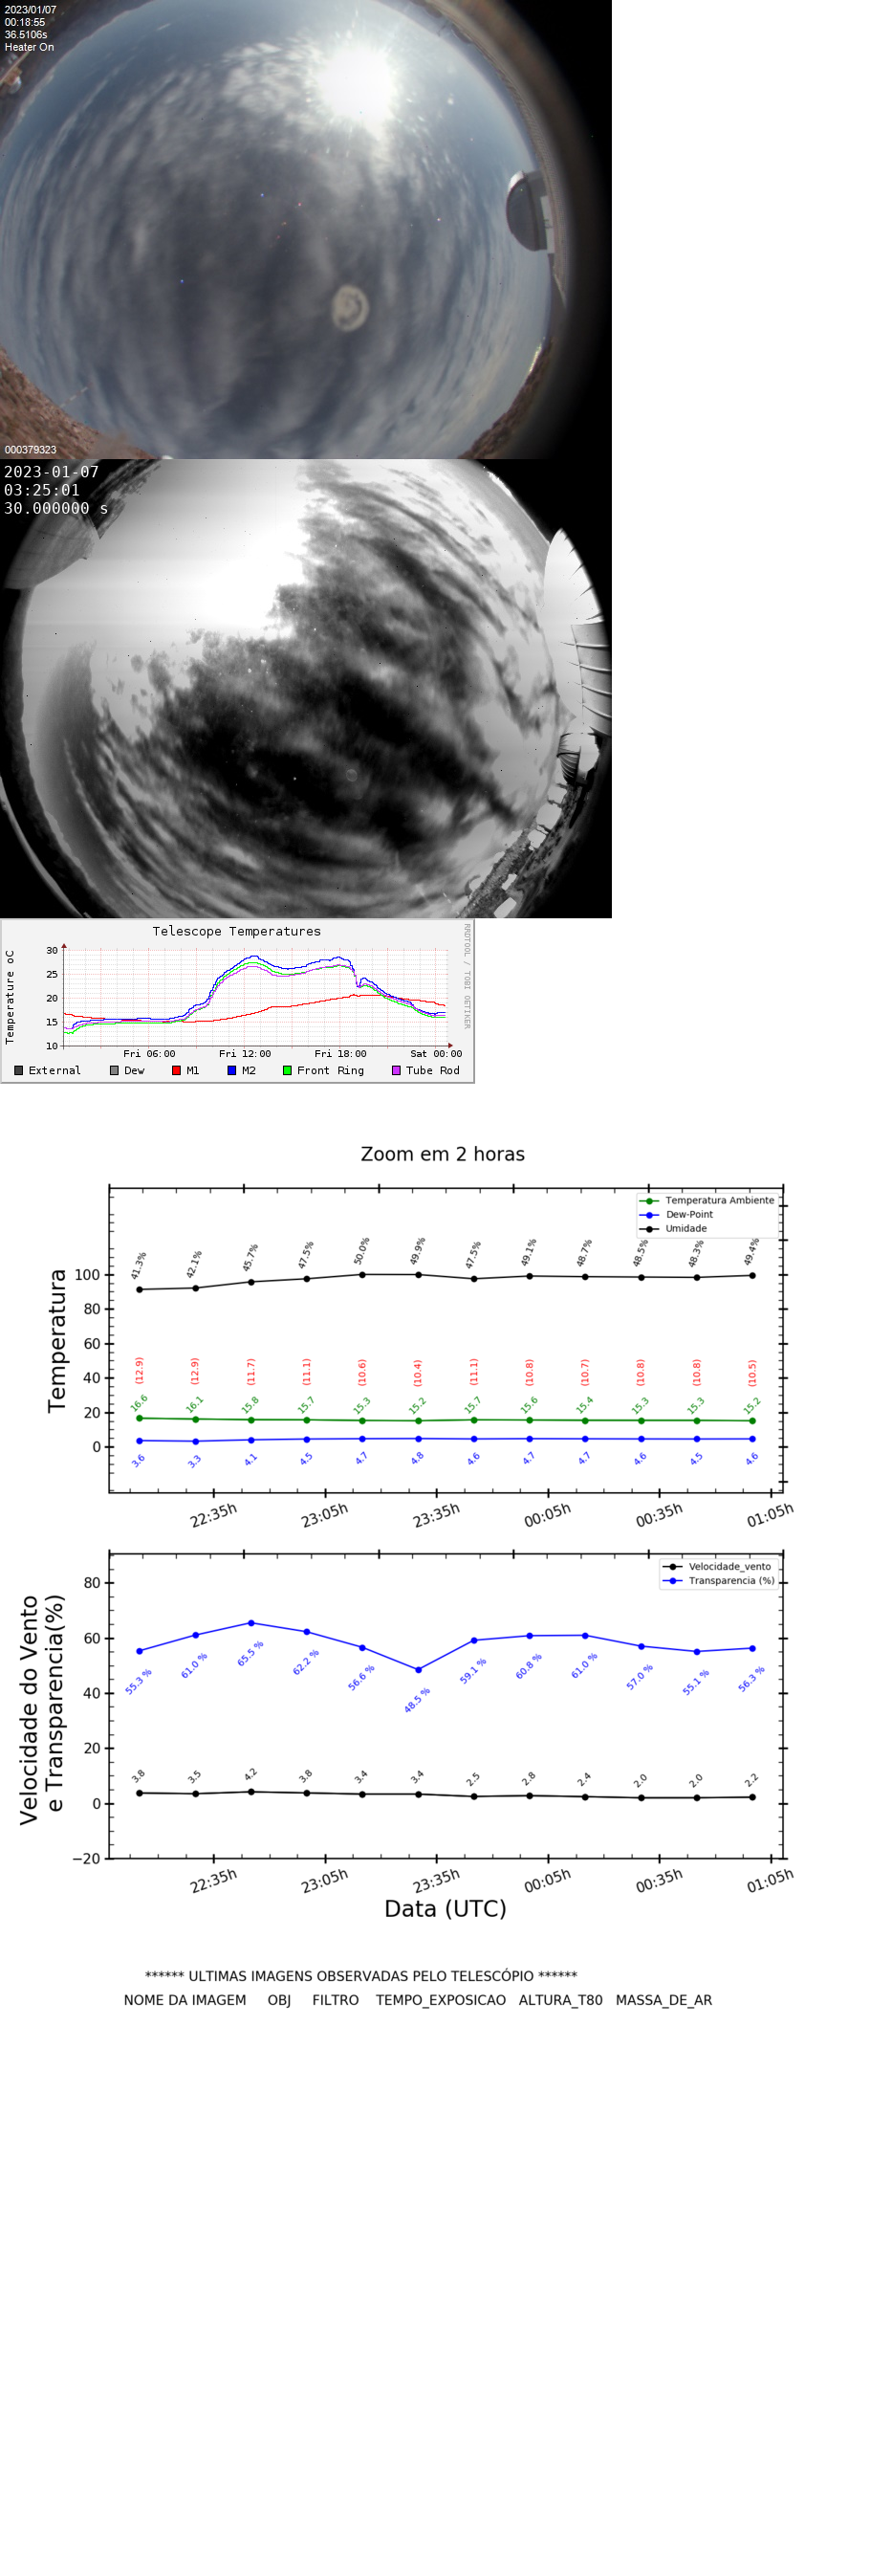 2023/01/07
00:18:55
36.5106s
Heater On
000379323
2023-01-07
03:25:01
30.000000 s
Telescope Temperatures
RRDTOOL / TOBI OETIKER
Temperature oC
30
25
20
15
10
Fri 06:00 Fri 12:00 Fri 18:00 Sat 00:00
External Dew M1 M2 Front Ring Tube Rod
Zoom em 2 horas
Temperatura Ambiente
Dew-Point
Umidade
Temperatura
100
80
60
40
20
0
41.3% 42.1% 45.7% 47.5% 50.0% 49.9% 47.5% 49.1% 48.7% 48.5% 48.3% 49.4%
(12.9) (12.9) (11.7) (11.1) (10.6) (10.4) (11.1) (10.8) (10.7) (10.8) (10.8) (10.5)
16.6 16.1 15.8 15.7 15.3 15.2 15.7 15.6 15.4 15.3 15.3 15.2
3.6 3.3 4.1 4.5 4.7 4.8 4.6 4.7 4.7 4.6 4.5 4.6
22:35h 23:05h 23:35h 00:05h 00:35h 01:05h
Velocidade_vento
Transparencia (%)
Velocidade do Vento
e Transparencia(%)
80
60
40
20
0
−20
55.3 % 61.0 % 65.5 % 62.2 % 56.6 % 48.5 % 59.1 % 60.8 % 61.0 % 57.0 % 55.1 % 56.3 %
3.8 3.5 4.2 3.8 3.4 3.4 2.5 2.8 2.4 2.0 2.0 2.2
22:35h 23:05h 23:35h 00:05h 00:35h 01:05h
Data (UTC)
****** ULTIMAS IMAGENS OBSERVADAS PELO TELESCÓPIO ******
NOME DA IMAGEM OBJ FILTRO TEMPO_EXPOSICAO ALTURA_T80 MASSA_DE_AR